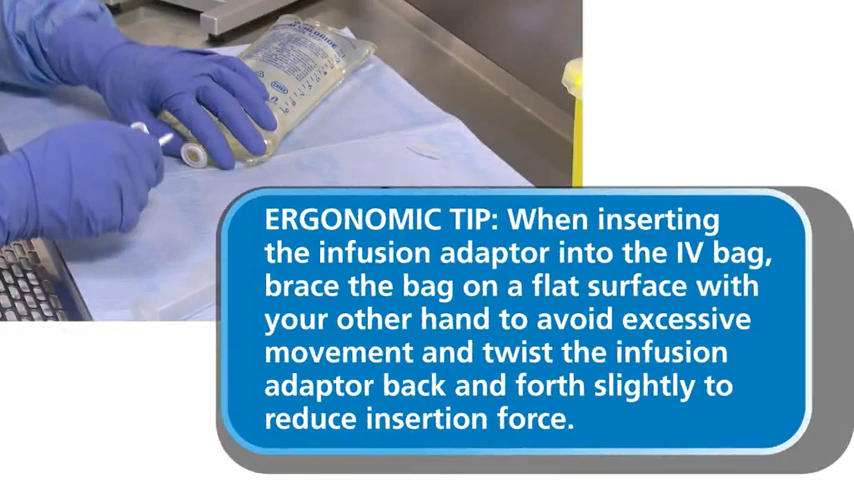 CHLORIDE
ERGONOMIC TIP: When inserting
the infusion adaptor into the IV bag,
brace the bag on a flat surface with
your other hand to avoid excessive
movement and twist the infusion
adaptor back and forth slightly to
reduce insertion force.